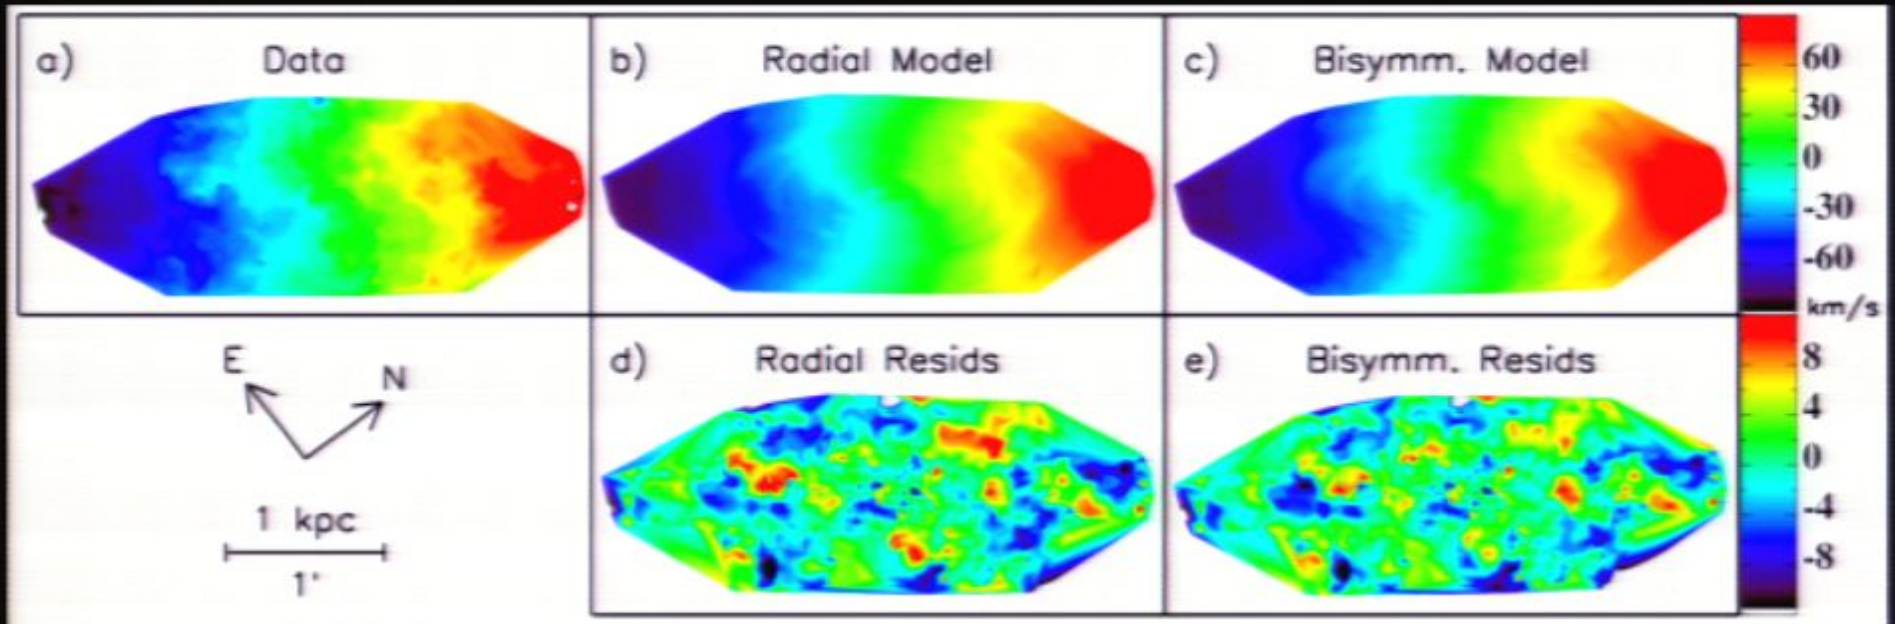 a) Data
b) Radial Model
c) Bisymm. Model
60
30
0
-30
-60
km/s
E
N
1 kpc
1'
d) Radial Resids
e) Bisymm. Resids
8
4
0
-4
-8